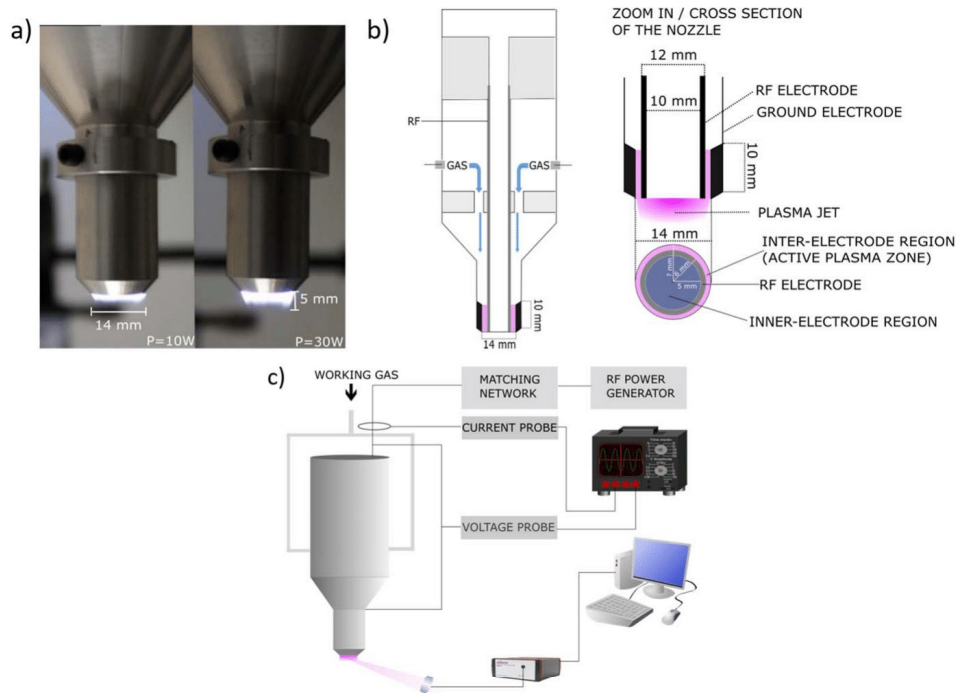 a)
14 mm
P=10W
5 mm
P=30W
b)
RF
GAS
GAS
10 mm
14 mm
ZOOM IN / CROSS SECTION
OF THE NOZZLE
12 mm
10 mm
RF ELECTRODE
GROUND ELECTRODE
10 mm
PLASMA JET
14 mm
INTER-ELECTRODE REGION
(ACTIVE PLASMA ZONE)
7 mm
6 mm
5 mm
RF ELECTRODE
INNER-ELECTRODE REGION
c)
WORKING GAS
MATCHING
NETWORK
RF POWER
GENERATOR
CURRENT PROBE
VOLTAGE PROBE